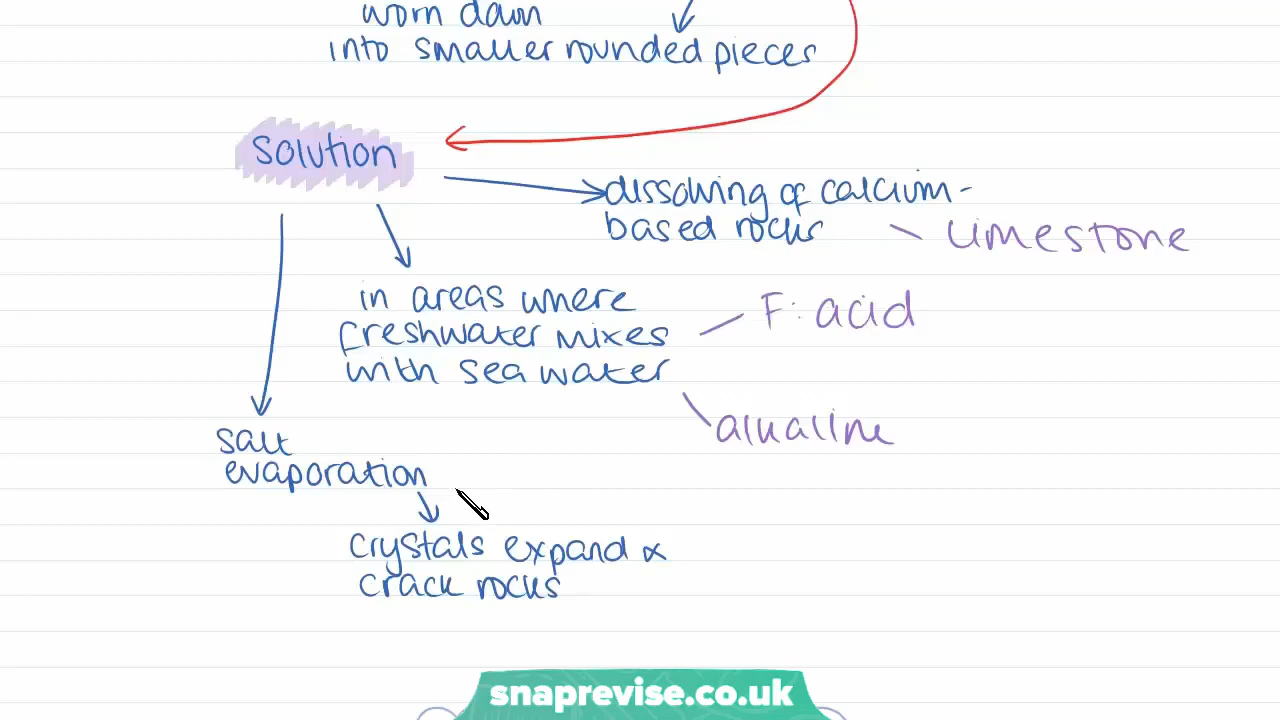 worn down
into smaller rounded pieces
solution
dissolving of calcium-
based rocks
limestone
in areas where
freshwater mixes
with sea water
F: acid
alkaline
salt
evaporation
crystals expand &
crack rocks
snaprevise.co.uk